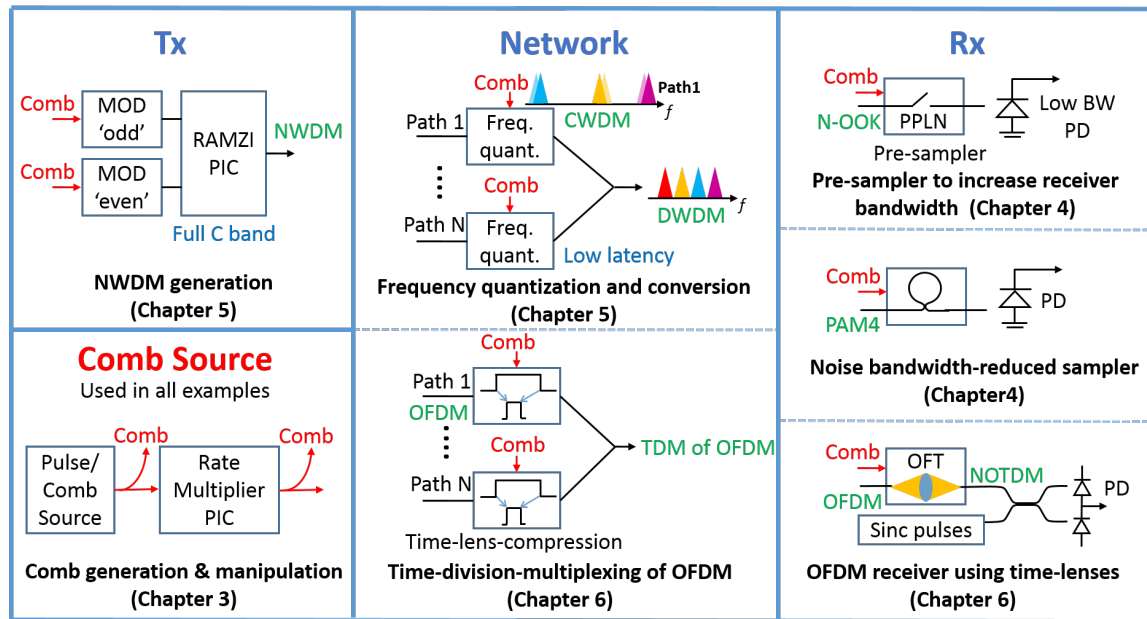 Tx
Comb
MOD
'odd'
Comb
MOD
'even'
RAMZI
PIC
NWDM
Full C band
NWDM generation
(Chapter 5)
Comb Source
Used in all examples
Comb
Comb
Pulse/
Comb
Source
Rate
Multiplier
PIC
Comb generation & manipulation
(Chapter 3)
Network
Comb
Path1
f
CWDM
Path 1
Freq.
quant.
Comb
Path N
Freq.
quant.
DWDM
f
Low latency
Frequency quantization and conversion
(Chapter 5)
Comb
Path 1
OFDM
Comb
Path N
TDM of OFDM
Time-lens-compression
Time-division-multiplexing of OFDM
(Chapter 6)
Rx
Comb
N-OOK
PPLN
Low BW
PD
Pre-sampler
Pre-sampler to increase receiver
bandwidth (Chapter 4)
Comb
PAM4
PD
Noise bandwidth-reduced sampler
(Chapter4)
Comb
OFT
NOTDM
OFDM
PD
Sinc pulses
OFDM receiver using time-lenses
(Chapter 6)